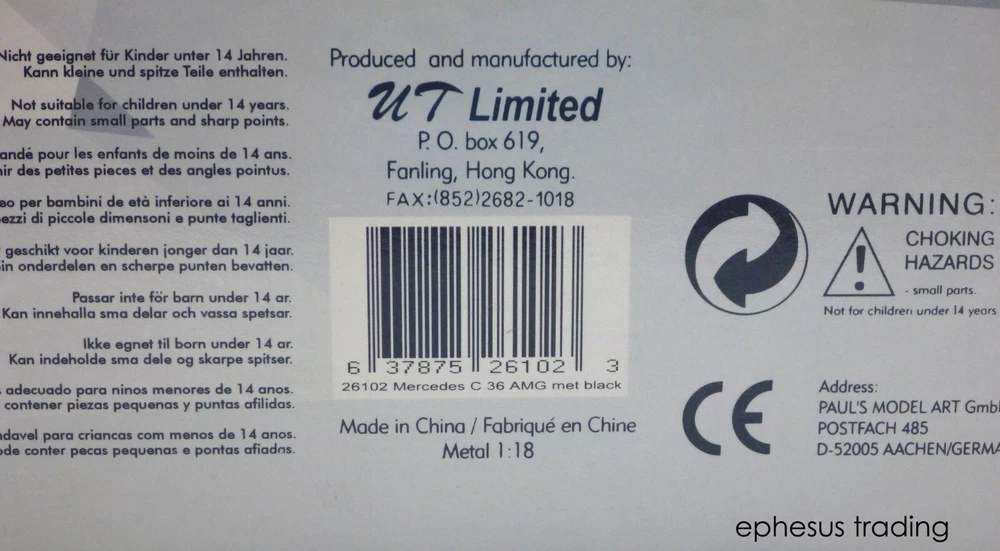 Nicht geeignet für Kinder unter 14 Jahren.
Kann kleine und spitze Teile enthalten.
Not suitable for children under 14 years.
May contain small parts and sharp points.
pour les enfants de moins de 14 ans.
des petites pieces et des angles pointus.
per bambini de età inferiore ai 14 anni.
di piccole dimensoni e punte taglienti.
geschikt voor kinderen jonger dan 14 jaar.
onderdelen en scherpe punten bevatten.
Passar inte för barn under 14 ar.
Kan innehalla sma delar och vassa spetsar.
Ikke egnet til born under 14 ar.
Kan indeholde sma dele og skarpe spitser.
adecuado para ninos menores de 14 anos.
contener piezas pequenas y puntas afilidas.
para criancas com menos de 14 anos.
conter pecas pequenas e pontas afiadas.
Produced and manufactured by:
UT Limited
P. O. box 619,
Fanling, Hong Kong.
FAX:(852)2682-1018
6 37875 26102 3
26102 Mercedes C 36 AMG met black
Made in China / Fabriqué en Chine
Metal 1:18
WARNING:
CHOKING
HAZARDS
- small parts.
Not for children under 14 years
CE
Address:
PAUL'S MODEL ART
POSTFACH 485
D-52005 AACHEN/
ephesus trading